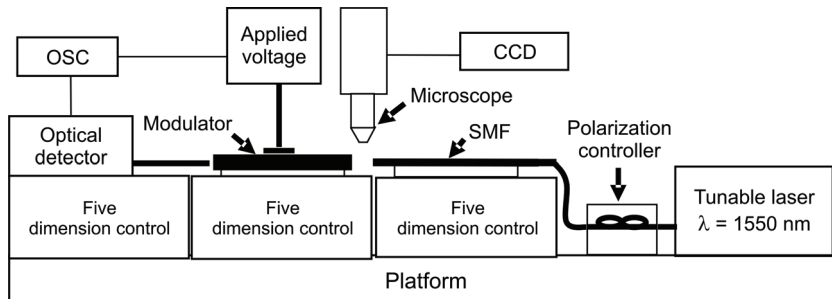 OSC
Applied
voltage
CCD
Microscope
Modulator
SMF
Polarization
controller
Optical
detector
Tunable laser
λ = 1550 nm
Five
dimension control
Five
dimension control
Five
dimension control
Platform